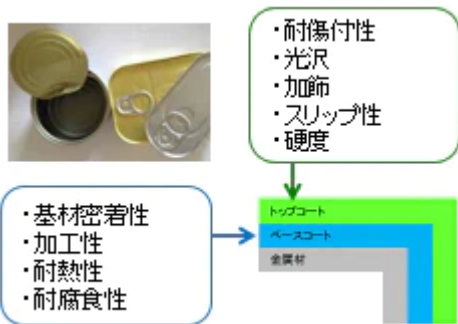 ・耐傷付性
・光沢
・加飾
・スリップ性
・硬度
・基材密着性
・加工性
・耐熱性
・耐腐食性
トップコート
ベースコート
金属材